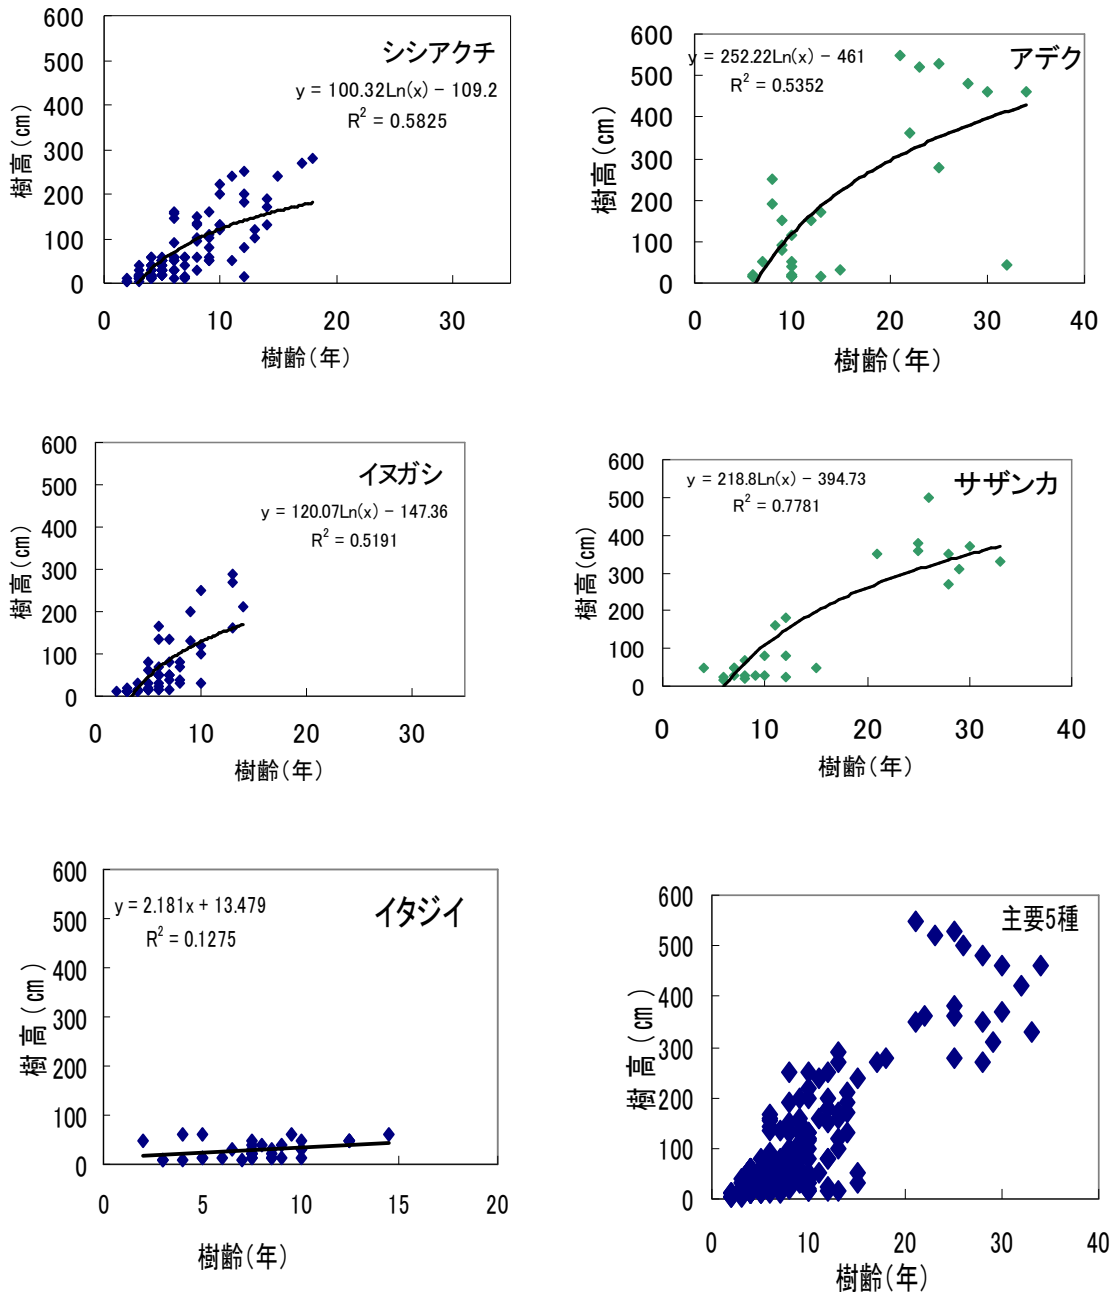 シシアクチ
y = 100.32Ln(x) − 109.2
R² = 0.5825
600
500
400
300
200
100
0
0 10 20 30
樹高(cm)
樹齢(年)
アデク
y = 252.22Ln(x) − 461
R² = 0.5352
600
500
400
300
200
100
0
0 10 20 30 40
樹高(cm)
樹齢(年)
イヌガシ
y = 120.07Ln(x) − 147.36
R² = 0.5191
600
500
400
300
200
100
0
0 10 20 30
樹高(cm)
樹齢(年)
サザンカ
y = 218.8Ln(x) − 394.73
R² = 0.7781
600
500
400
300
200
100
0
0 10 20 30 40
樹高(cm)
樹齢(年)
イタジイ
y = 2.181x + 13.479
R² = 0.1275
600
500
400
300
200
100
0
0 5 10 15 20
樹高(cm)
樹齢(年)
主要5種
600
500
400
300
200
100
0
0 10 20 30 40
樹高(cm)
樹齢(年)